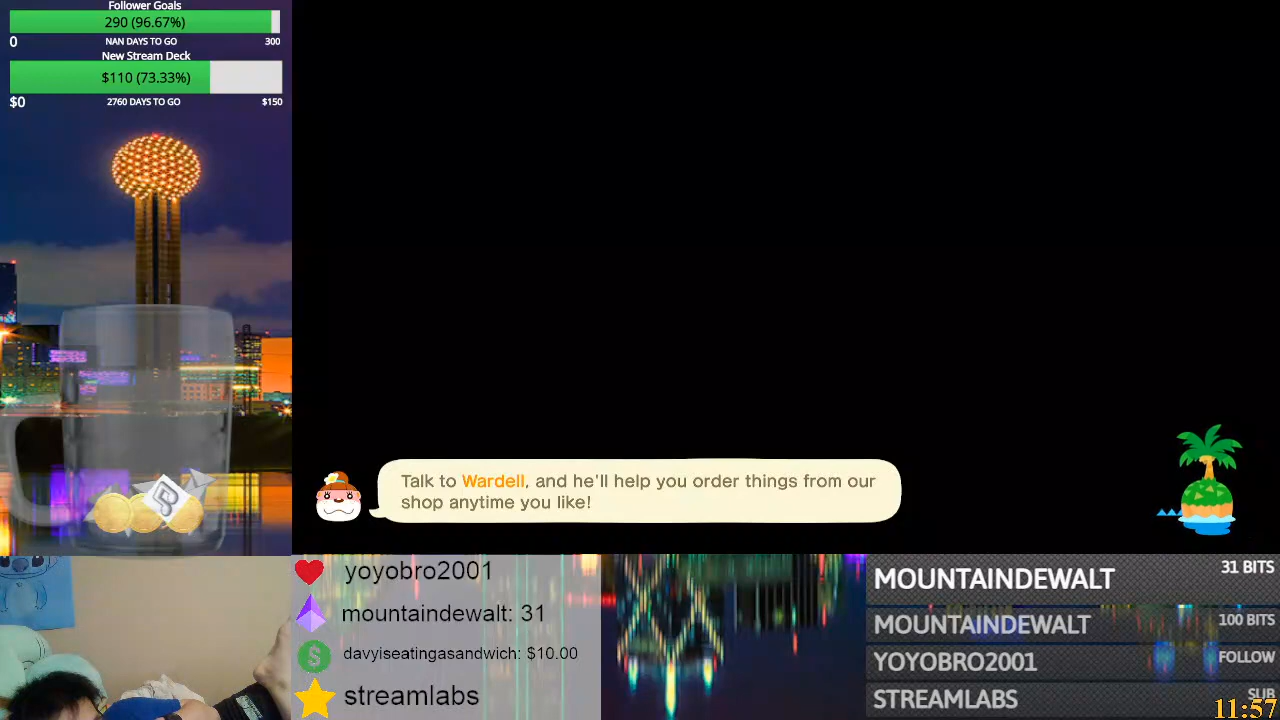 Follower Goals
290 (96.67%)
0 NAN DAYS TO GO 300
New Stream Deck
$110 (73.33%)
$0 2760 DAYS TO GO $150
Talk to Wardell, and he'll help you order things from our
shop anytime you like!
yoyobro2001
mountaindewalt: 31
davyiseatingasandwich: $10.00
streamlabs
MOUNTAINDEWALT 31 BITS
MOUNTAINDEWALT 100 BITS
YOYOBRO2001 FOLLOW
STREAMLABS SUB
11:57